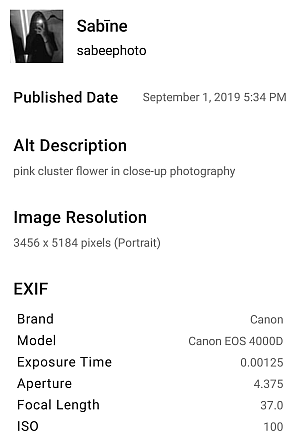 Sabīne
sabeephoto
Published Date September 1, 2019 5:34 PM
Alt Description
pink cluster flower in close-up photography
Image Resolution
3456 x 5184 pixels (Portrait)
EXIF
Brand Canon
Model Canon EOS 4000D
Exposure Time 0.00125
Aperture 4.375
Focal Length 37.0
ISO 100